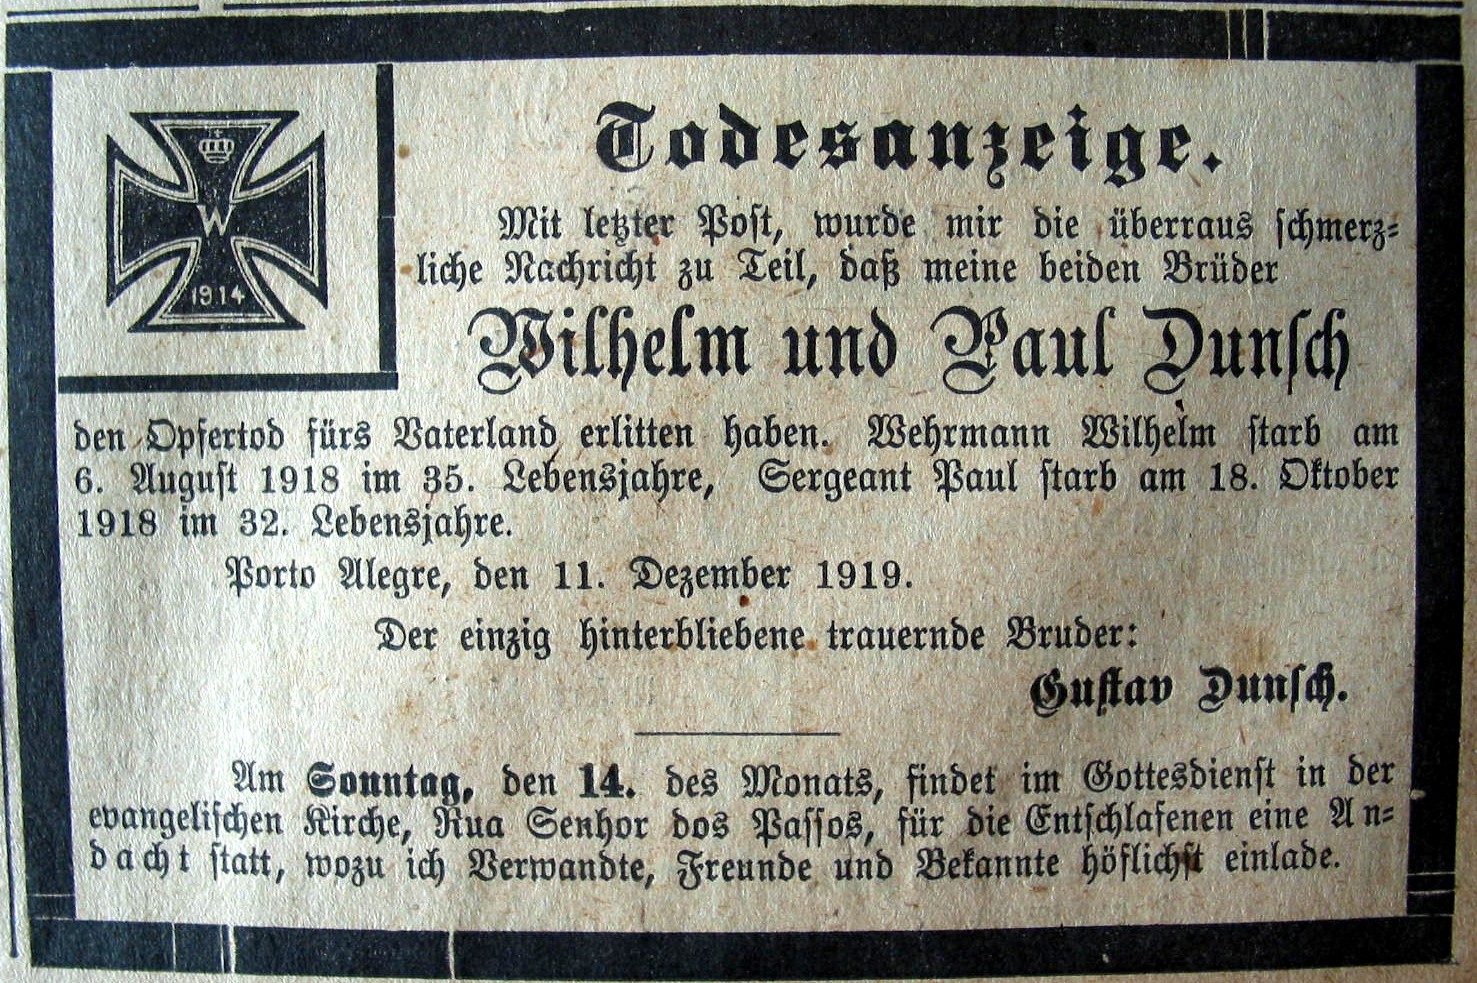 W
1914
Todesanzeige.
Mit letzter Post, wurde mir die überraus schmerz-
liche Nachricht zu Teil, daß meine beiden Brüder
Wilhelm und Paul Dunsch
den Opfertod fürs Vaterland erlitten haben. Wehrmann Wilhelm starb am
6. August 1918 im 35. Lebensjahre, Sergeant Paul starb am 18. Oktober
1918 im 32. Lebensjahre.
Porto Alegre, den 11. Dezember 1919.
Der einzig hinterbliebene trauernde Bruder:
Gustav Dunsch.
Am Sonntag, den 14. des Monats, findet im Gottesdienst in der
evangelischen Kirche, Rua Senhor dos Passos, für die Entschlafenen eine An-
dacht statt, wozu ich Verwandte, Freunde und Bekannte höflichst einlade.